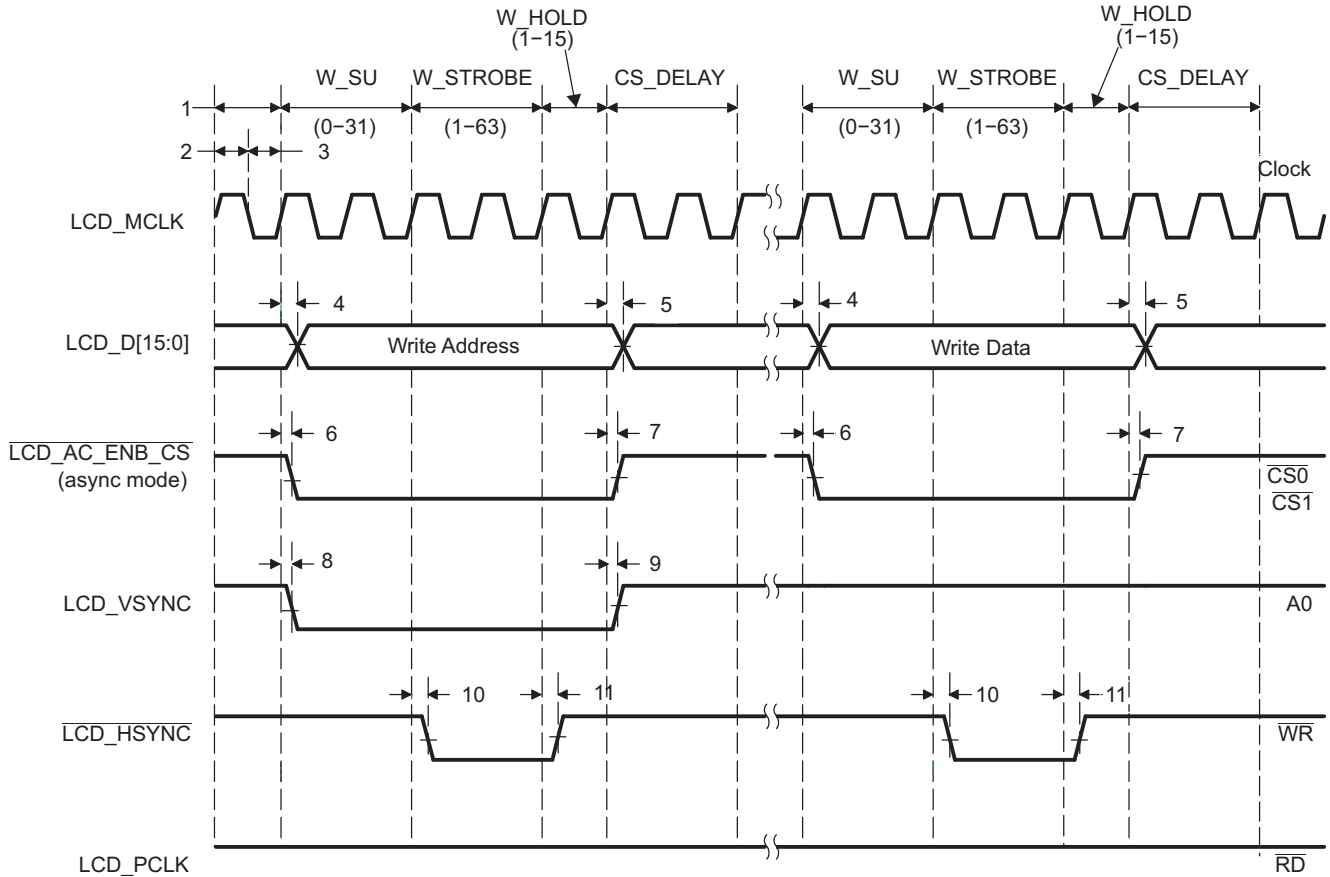 W_HOLD
(1−15)
W_HOLD
(1−15)
W_SU
W_STROBE
CS_DELAY
W_SU
W_STROBE
CS_DELAY
1
(0−31)
(1−63)
(0−31)
(1−63)
2
3
Clock
LCD_MCLK
4
5
4
5
LCD_D[15:0]
Write Address
Write Data
6
7
6
7
LCD_AC_ENB_CS
(async mode)
CS0
CS1
8
9
LCD_VSYNC
A0
10
11
10
11
LCD_HSYNC
WR
LCD_PCLK
RD